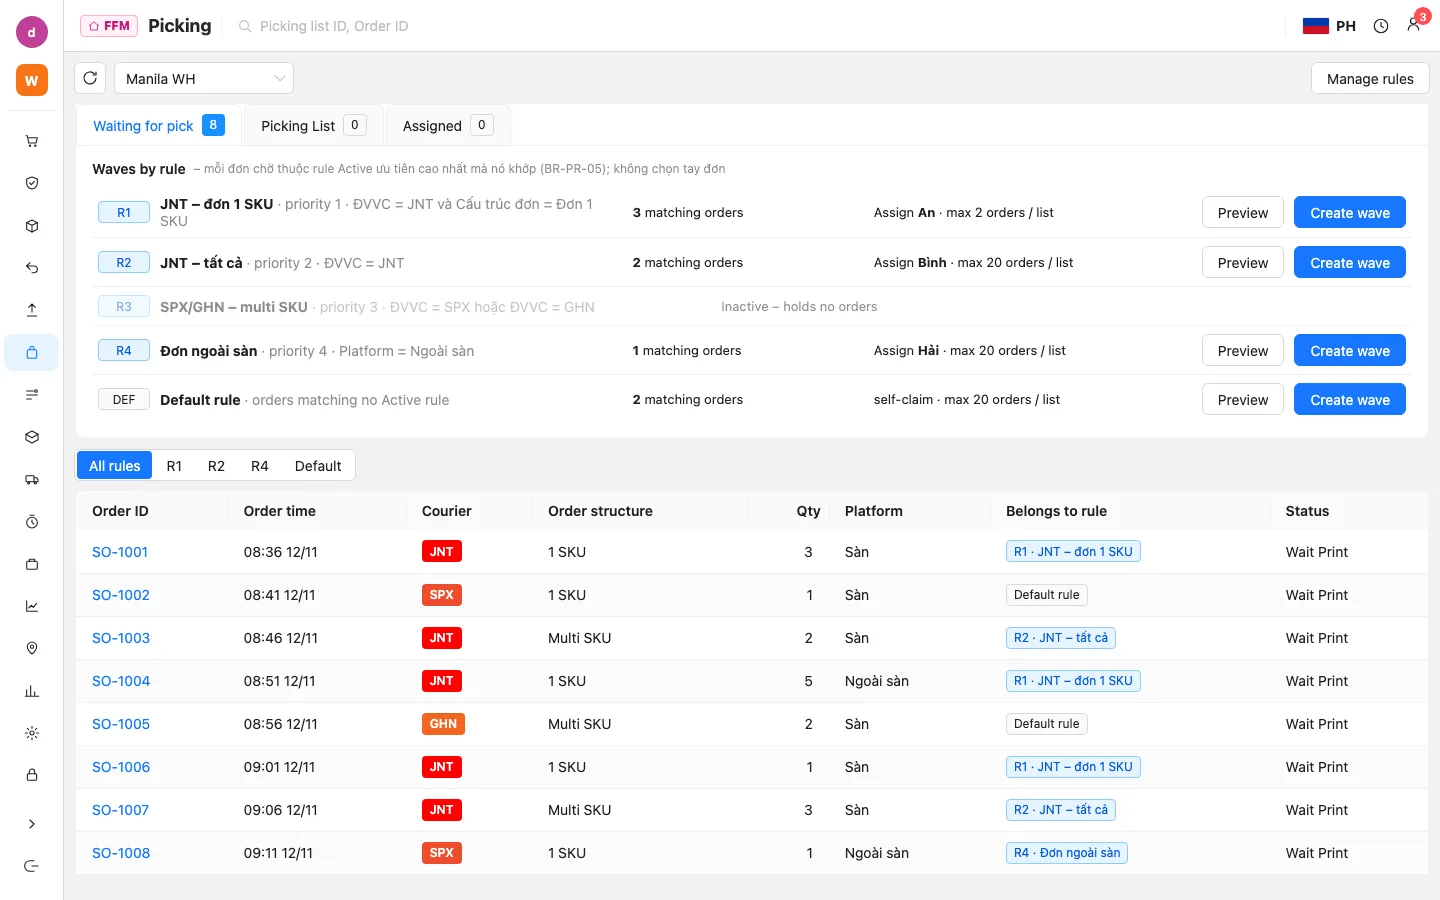 d
FFM Picking Picking list ID, Order ID PH 3
W
Manila WH Manage rules
Waiting for pick 8 Picking List 0 Assigned 0
Waves by rule – mỗi đơn chờ thuộc rule Active ưu tiên cao nhất mà nó khớp (BR-PR-05); không chọn tay đơn
R1 JNT – đơn 1 SKU · priority 1 · ĐVVC = JNT và Cấu trúc đơn = Đơn 1
SKU
3 matching orders Assign An · max 2 orders / list Preview Create wave
R2 JNT – tất cả · priority 2 · ĐVVC = JNT 2 matching orders Assign Bình · max 20 orders / list Preview Create wave
R3 SPX/GHN – multi SKU · priority 3 · ĐVVC = SPX hoặc ĐVVC = GHN Inactive – holds no orders
R4 Đơn ngoài sàn · priority 4 · Platform = Ngoài sàn 1 matching orders Assign Hải · max 20 orders / list Preview Create wave
DEF Default rule · orders matching no Active rule 2 matching orders self-claim · max 20 orders / list Preview Create wave
All rules R1 R2 R4 Default
Order ID Order time Courier Order structure Qty Platform Belongs to rule Status
SO-1001 08:36 12/11 JNT 1 SKU 3 Sàn R1 · JNT – đơn 1 SKU Wait Print
SO-1002 08:41 12/11 SPX 1 SKU 1 Sàn Default rule Wait Print
SO-1003 08:46 12/11 JNT Multi SKU 2 Sàn R2 · JNT – tất cả Wait Print
SO-1004 08:51 12/11 JNT 1 SKU 5 Ngoài sàn R1 · JNT – đơn 1 SKU Wait Print
SO-1005 08:56 12/11 GHN Multi SKU 2 Sàn Default rule Wait Print
SO-1006 09:01 12/11 JNT 1 SKU 1 Sàn R1 · JNT – đơn 1 SKU Wait Print
SO-1007 09:06 12/11 JNT Multi SKU 3 Sàn R2 · JNT – tất cả Wait Print
SO-1008 09:11 12/11 SPX 1 SKU 1 Ngoài sàn R4 · Đơn ngoài sàn Wait Print